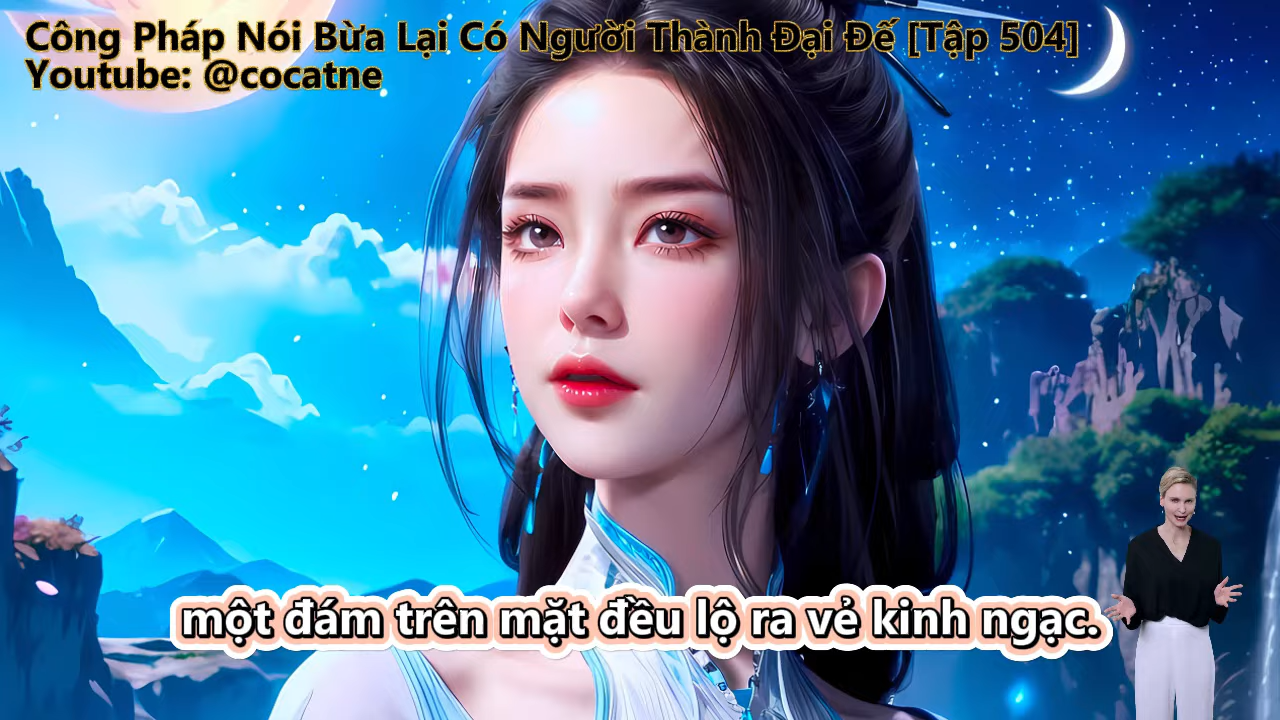 Công Pháp Nói Bừa Lại Có Người Thành Đại Đế [Tập 504]
Youtube: @cocatne
một đám trên mặt đều lộ ra vẻ kinh ngạc.